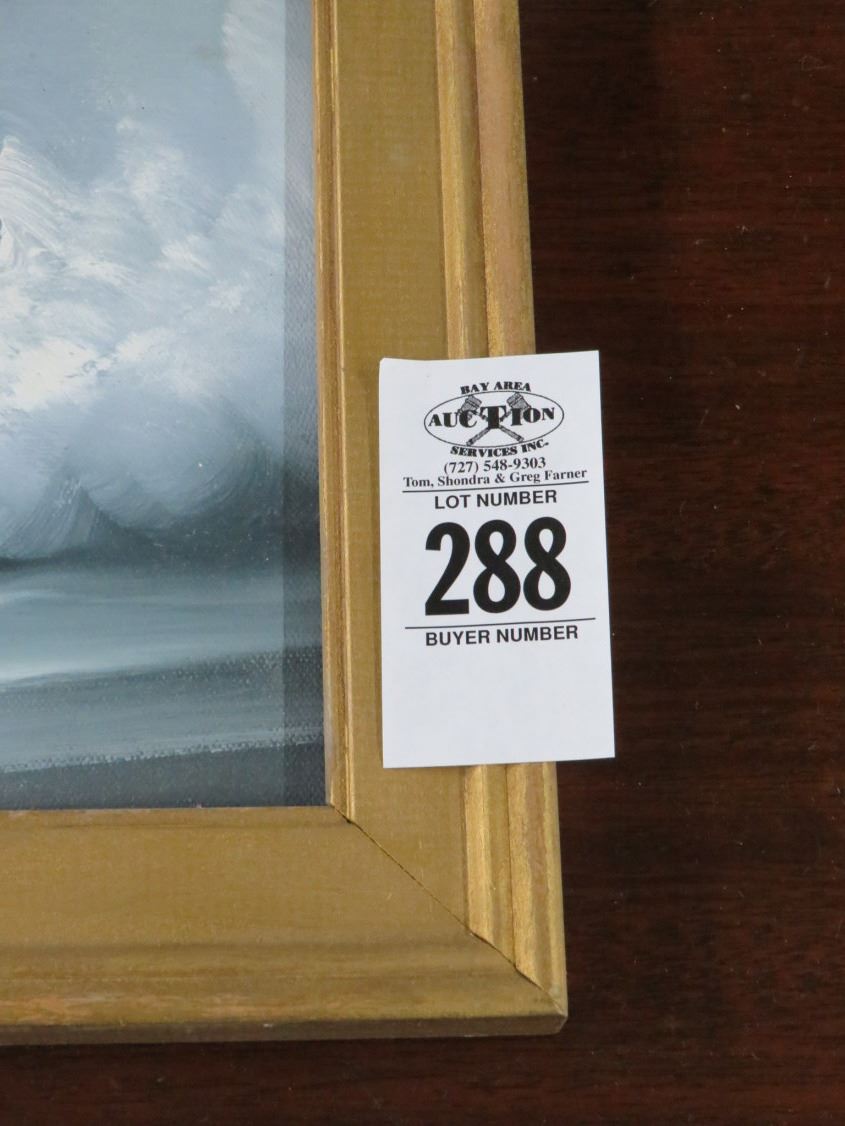 BAY AREA
AUCTION
SERVICES INC.
(727) 548-9303
Tom, Shondra & Greg Farner
LOT NUMBER
288
BUYER NUMBER